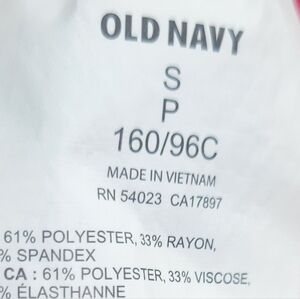 OLD NAVY
S
P
160/96C
MADE IN VIETNAM
RN 54023 CA17897
61% POLYESTER, 33% RAYON,
% SPANDEX
CA : 61% POLYESTER, 33% VISCOSE,
% ÉLASTHANNE